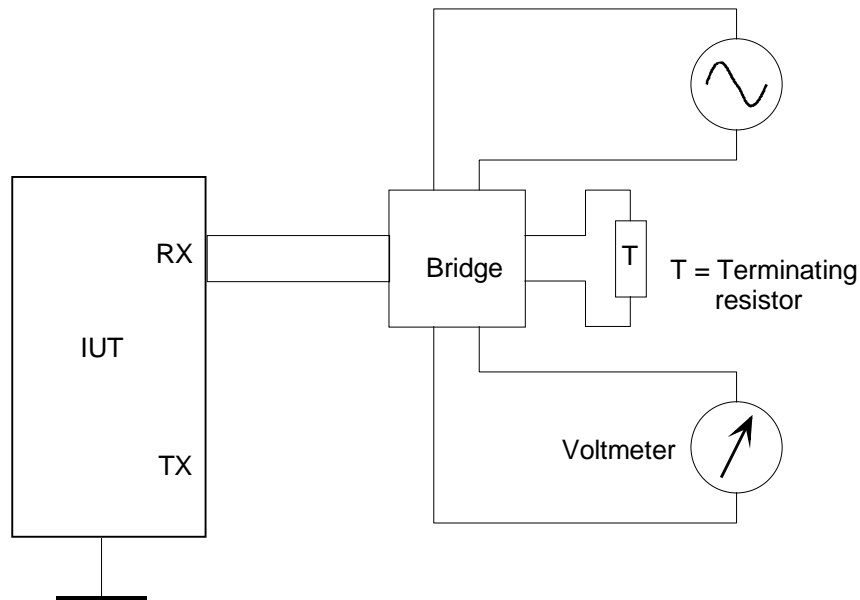 RX
Bridge
T
T = Terminating
resistor
IUT
Voltmeter
TX